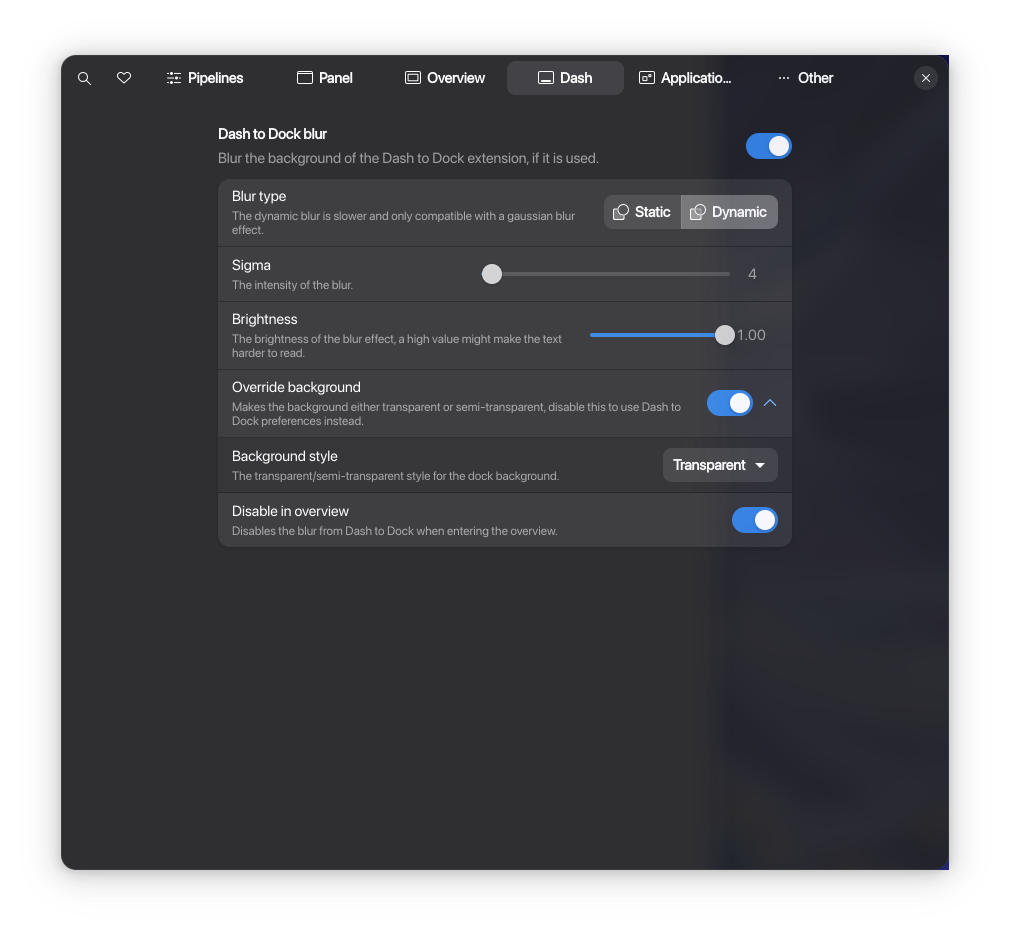 Pipelines Panel Overview Dash Applicatio... Other
Dash to Dock blur
Blur the background of the Dash to Dock extension, if it is used.
Blur type
The dynamic blur is slower and only compatible with a gaussian blur
effect.
Static Dynamic
Sigma
The intensity of the blur.
4
Brightness
The brightness of the blur effect, a high value might make the text
harder to read.
1.00
Override background
Makes the background either transparent or semi-transparent, disable this to use Dash to
Dock preferences instead.
Background style
The transparent/semi-transparent style for the dock background.
Transparent
Disable in overview
Disables the blur from Dash to Dock when entering the overview.